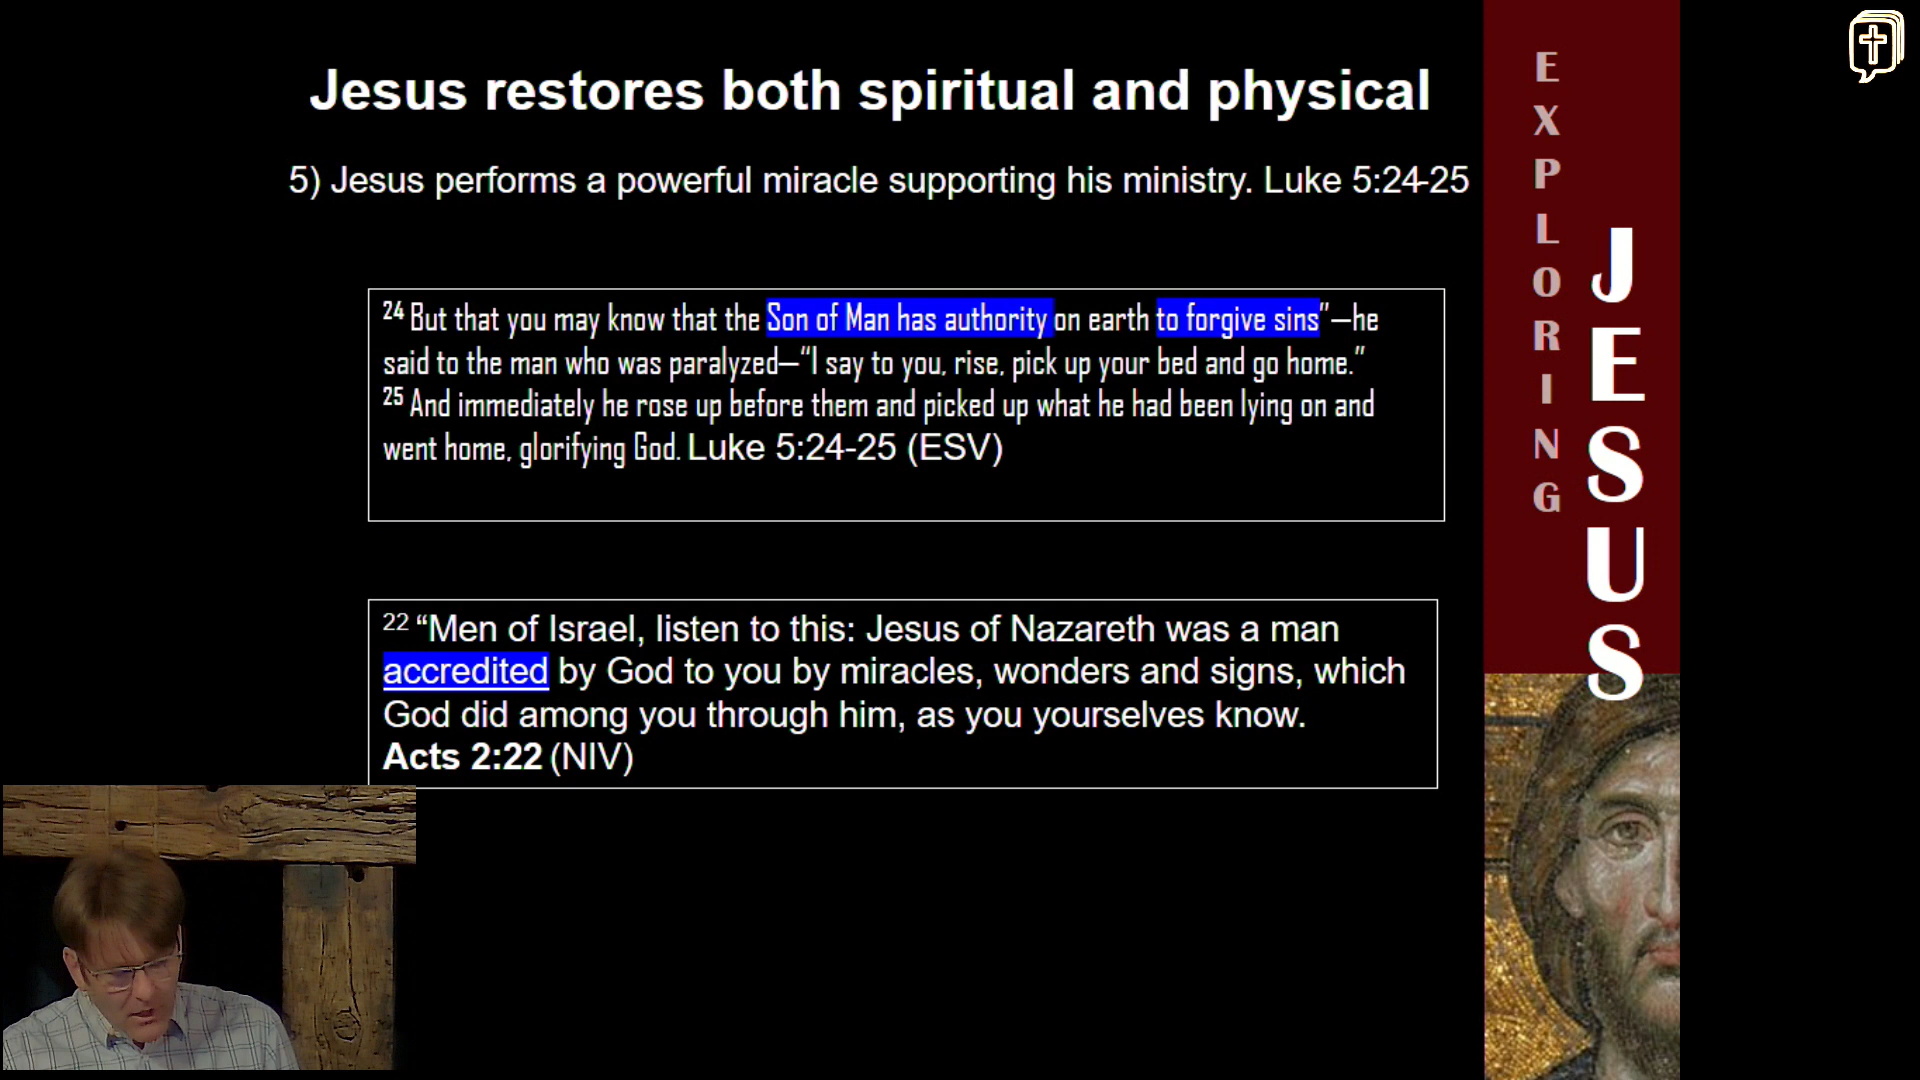 Jesus restores both spiritual and physical
5) Jesus performs a powerful miracle supporting his ministry. Luke 5:24-25
24 But that you may know that the Son of Man has authority on earth to forgive sins”—he
said to the man who was paralyzed—“I say to you, rise, pick up your bed and go home.”
25 And immediately he rose up before them and picked up what he had been lying on and
went home, glorifying God. Luke 5:24-25 (ESV)
22 “Men of Israel, listen to this: Jesus of Nazareth was a man
accredited by God to you by miracles, wonders and signs, which
God did among you through him, as you yourselves know.
Acts 2:22 (NIV)
EXPLORING
JESUS